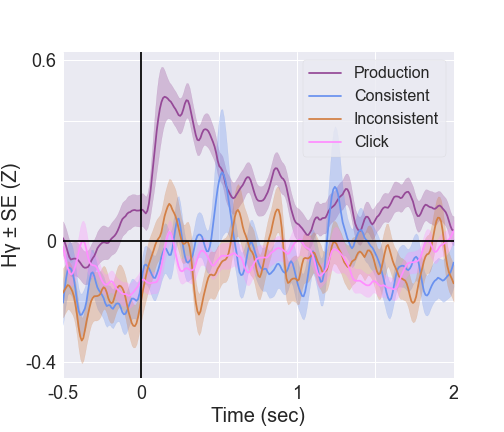 0.6
0
-0.4
Hγ ± SE (Z)
Production
Consistent
Inconsistent
Click
-0.5 0 1 2
Time (sec)